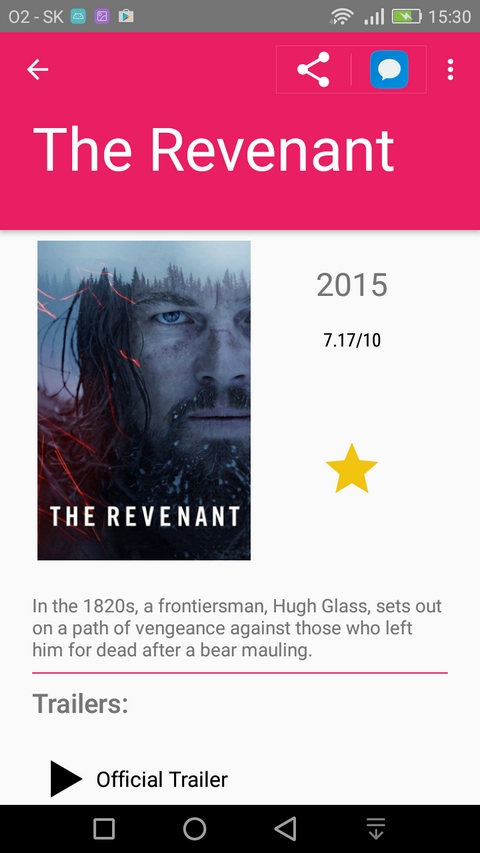 O2 - SK 15:30
The Revenant
2015
7.17/10
THE REVENANT
In the 1820s, a frontiersman, Hugh Glass, sets out
on a path of vengeance against those who left
him for dead after a bear mauling.
Trailers:
Official Trailer